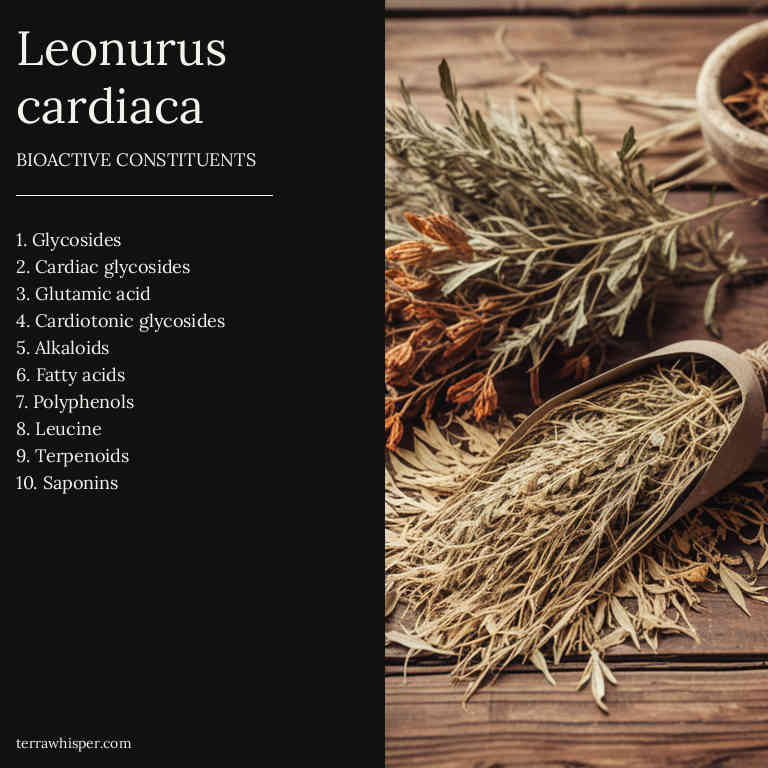 Leonurus
cardiaca
BIOACTIVE CONSTITUENTS
1. Glycosides
2. Cardiac glycosides
3. Glutamic acid
4. Cardiotonic glycosides
5. Alkaloids
6. Fatty acids
7. Polyphenols
8. Leucine
9. Terpenoids
10. Saponins
terrawhisper.com